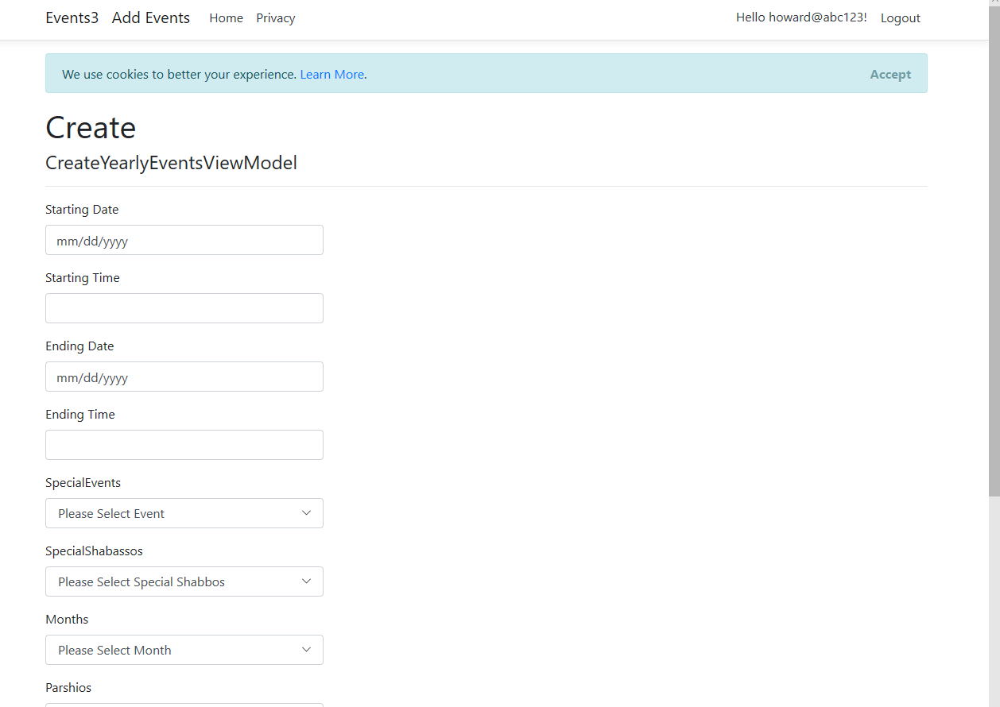 Events3 Add Events Home Privacy Hello howard@abc123! Logout
We use cookies to better your experience. Learn More. Accept
Create
CreateYearlyEventsViewModel
Starting Date
mm/dd/yyyy
Starting Time
Ending Date
mm/dd/yyyy
Ending Time
SpecialEvents
Please Select Event
SpecialShabassos
Please Select Special Shabbos
Months
Please Select Month
Parshios